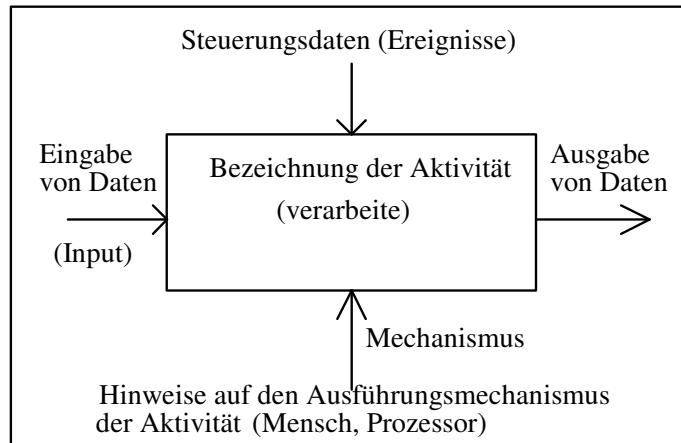 Steuerungsdaten (Ereignisse)
Eingabe
von Daten
(Input)
Bezeichnung der Aktivität
(verarbeite)
Ausgabe
von Daten
Mechanismus
Hinweise auf den Ausführungsmechanismus
der Aktivität (Mensch, Prozessor)